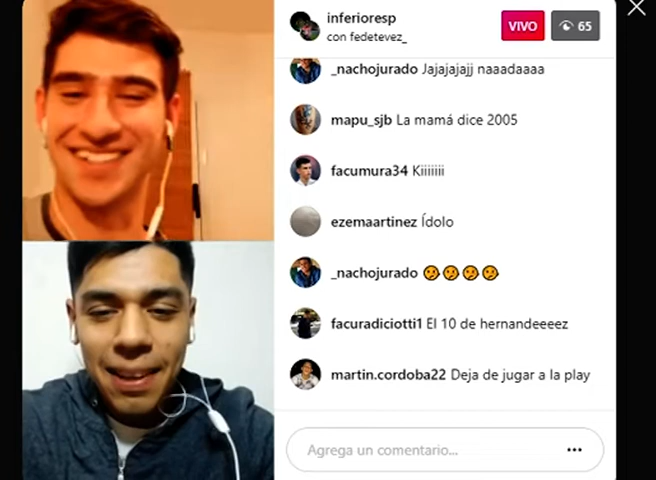 inferioresp
con fedetevez_
VIVO
65
_nachojurado Jajajajajj naaadaaaa
mapu_sjb La mamá dice 2005
facumura34 Kiiiiiii
ezemaartinez Ídolo
_nachojurado
facuradiciotti1 El 10 de hernandeeeez
martin.cordoba22 Deja de jugar a la play
Agrega un comentario...